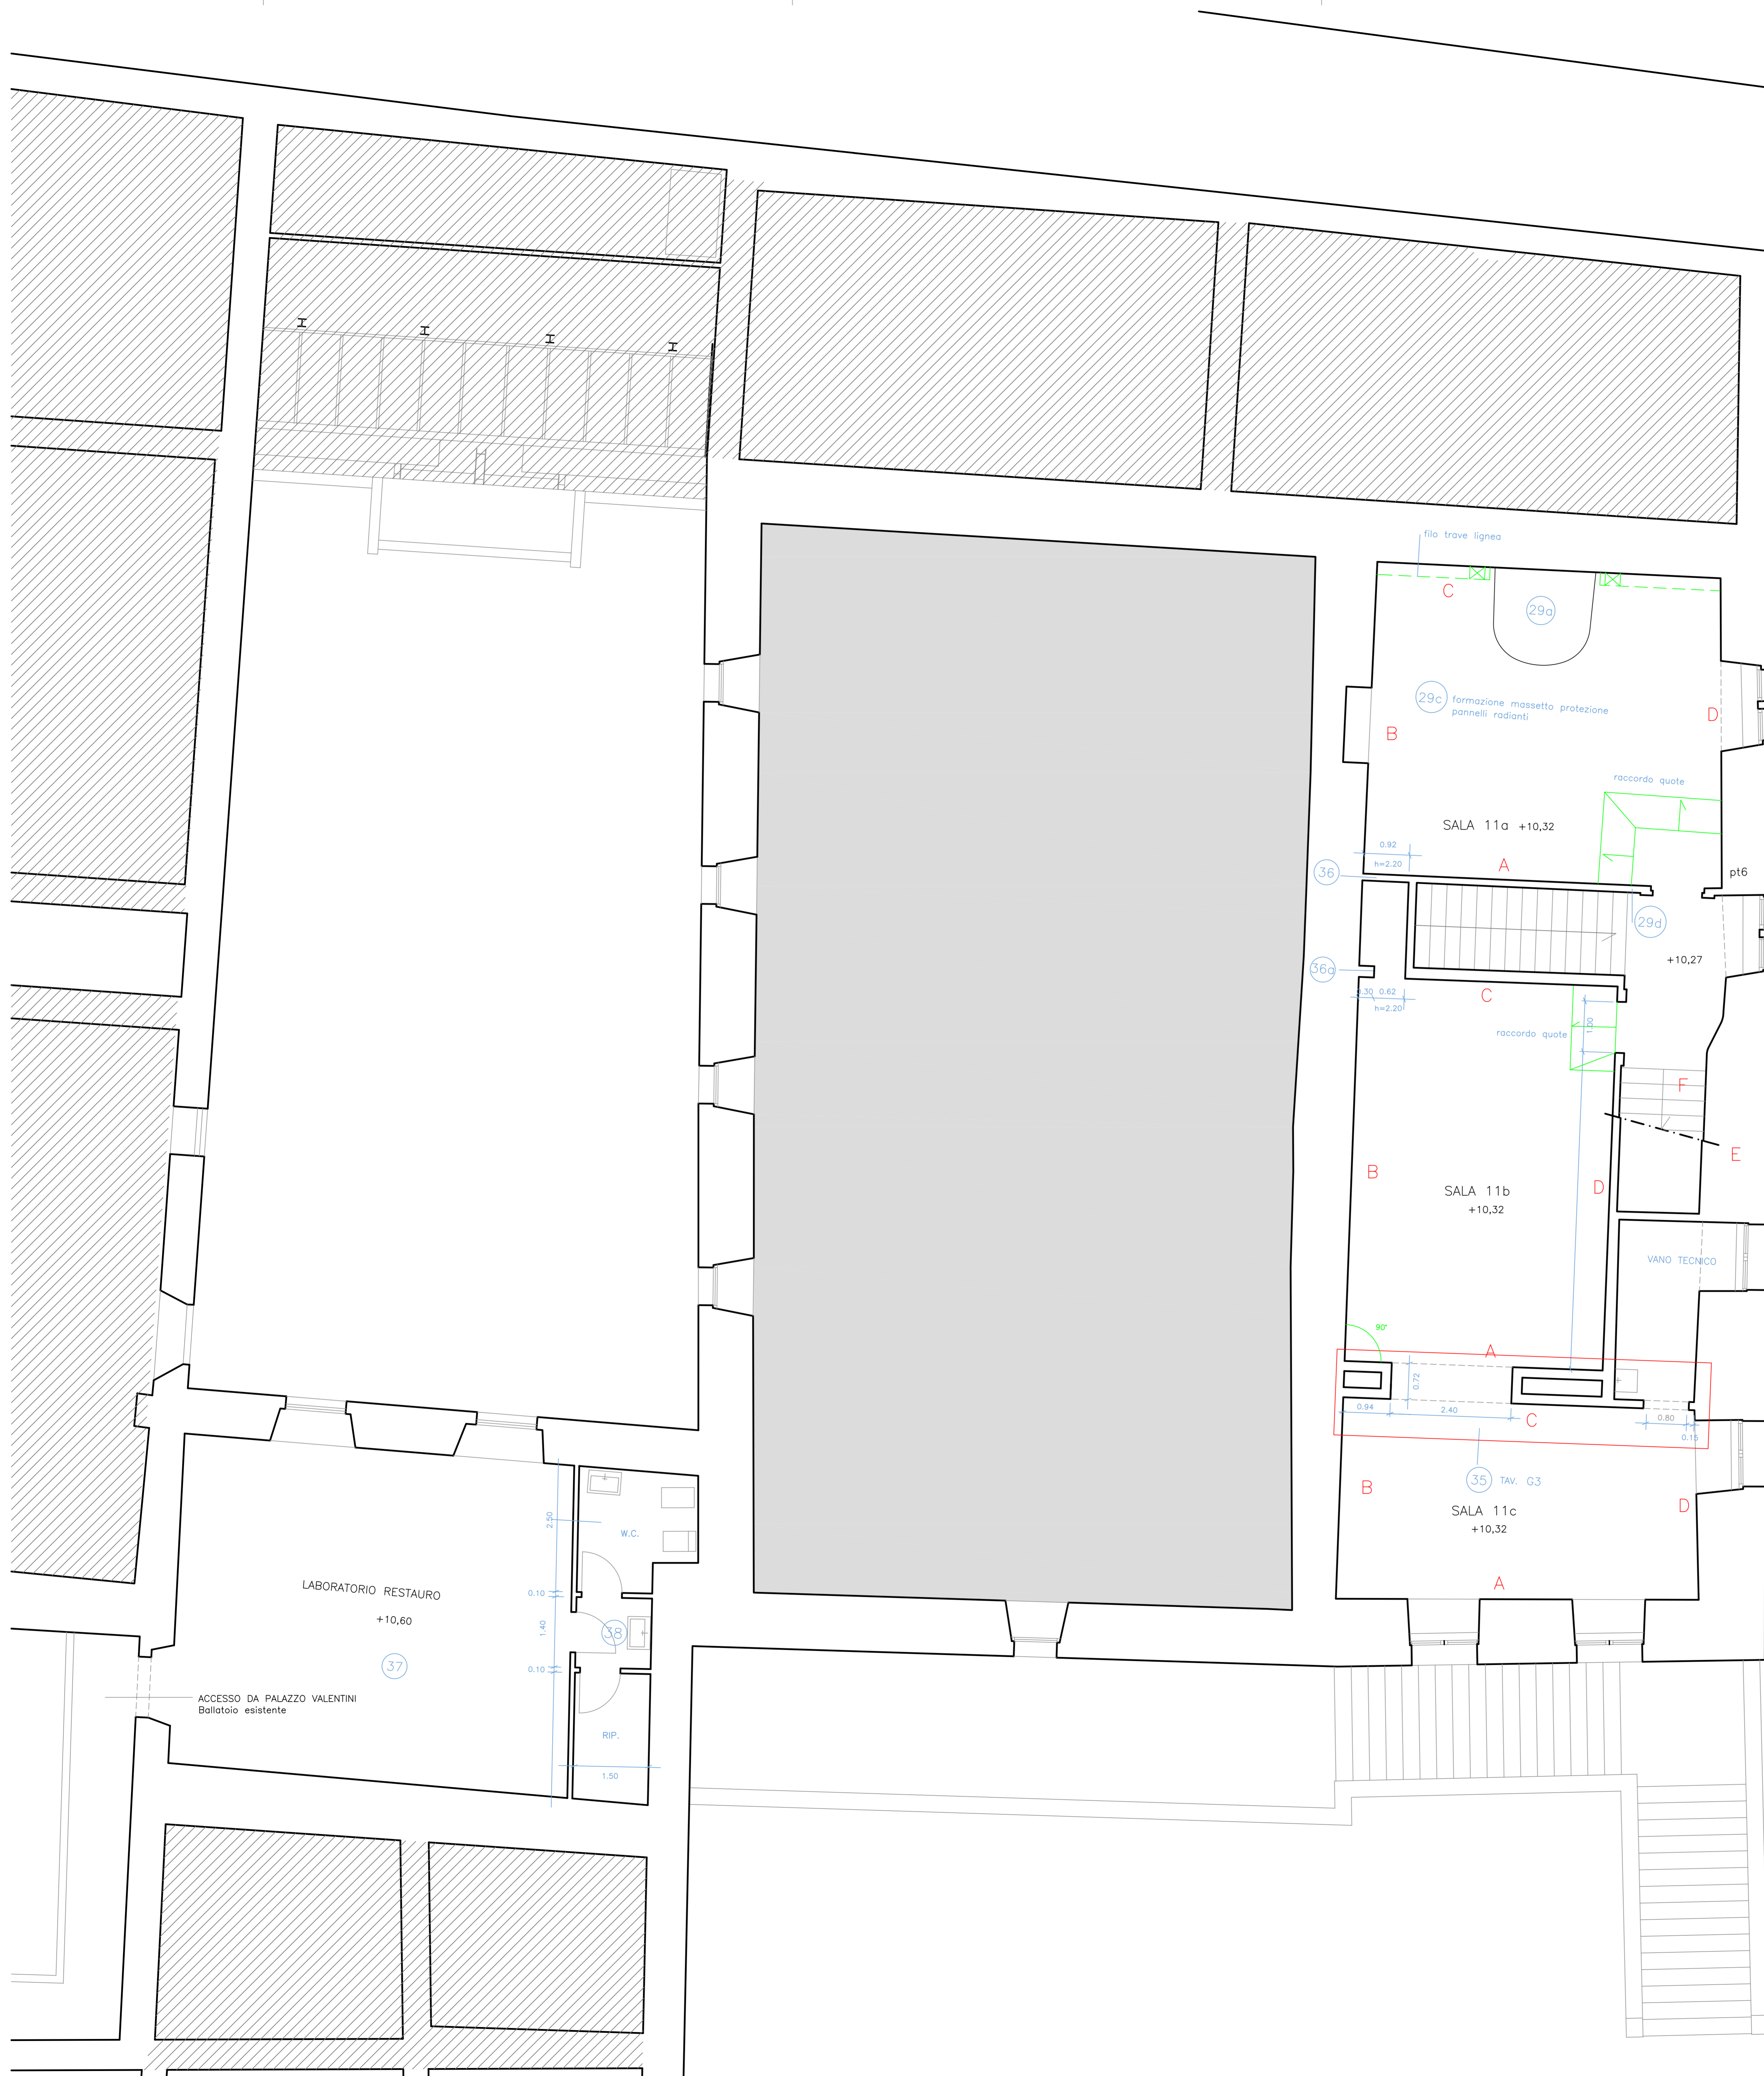 filo trave lignea
C
29a
29c
formazione massetto protezione
pannelli radianti
D
B
raccordo quote
SALA 11a +10,32
0.92
h=2.20
A
36
pt6
29d
+10,27
36a
0.30 0.62
h=2.20
C
1.00
raccordo quote
F
E
B
D
SALA 11b
+10,32
VANO TECNICO
90°
A
0.72
0.94
2.40
C
0.80
0.15
35
TAV. G3
B
D
SALA 11c
+10,32
A
2.50
W.C.
LABORATORIO RESTAURO
+10,60
0.10
1.40
38
0.10
37
ACCESSO DA PALAZZO VALENTINI
Ballatoio esistente
RIP.
1.50